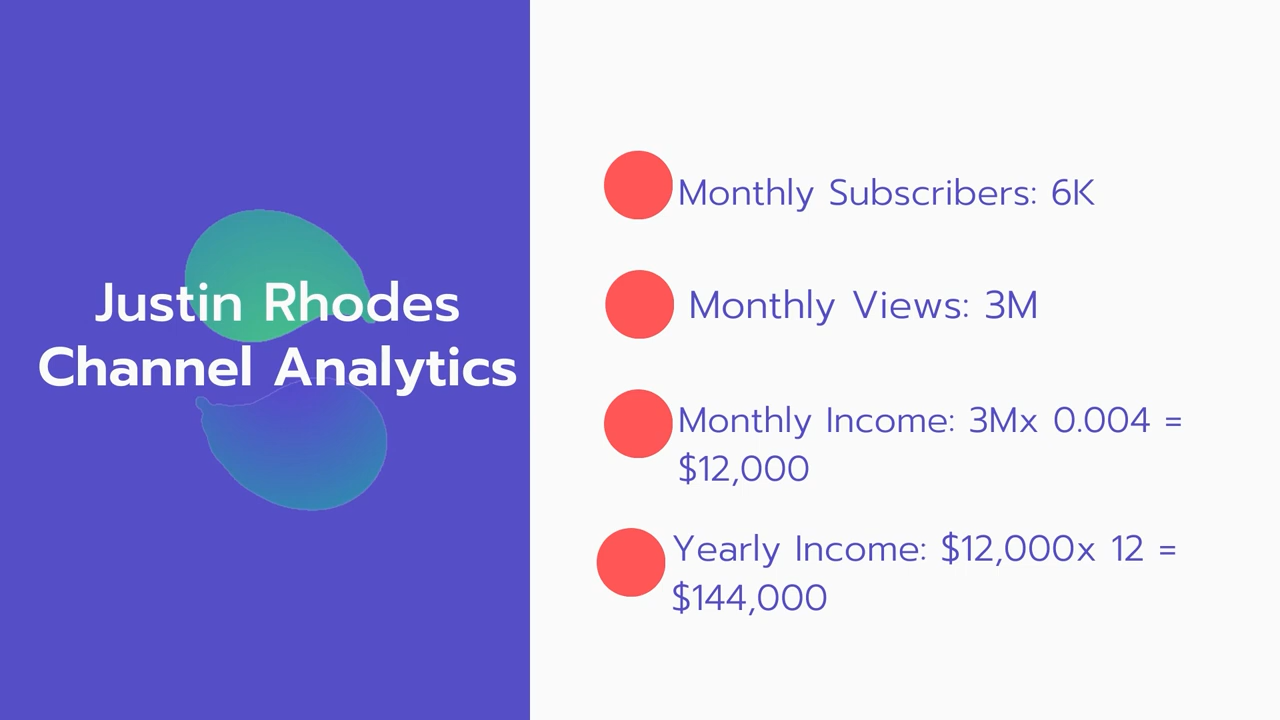 Justin Rhodes
Channel Analytics
Monthly Subscribers: 6K
Monthly Views: 3M
Monthly Income: 3Mx 0.004 =
$12,000
Yearly Income: $12,000x 12 =
$144,000